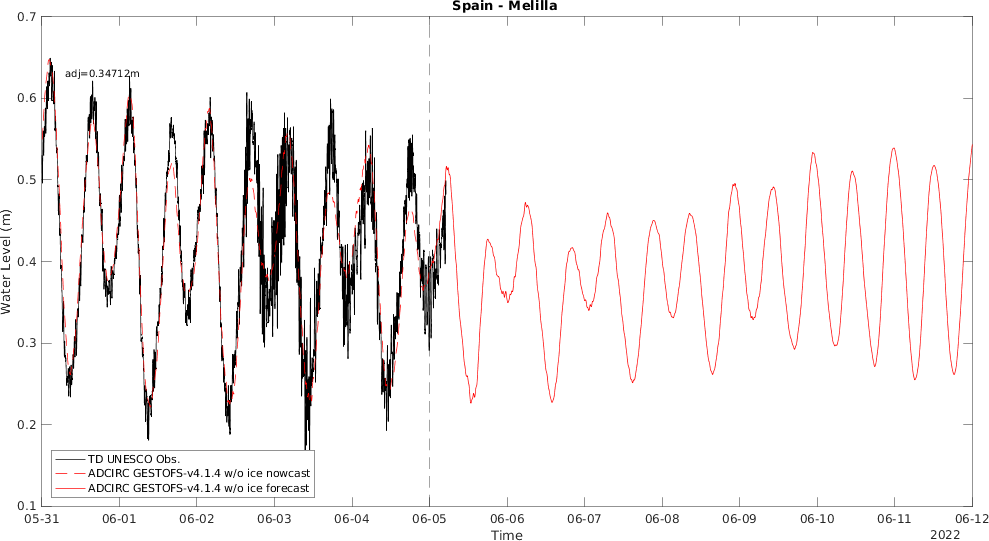 Spain - Melilla
0.7
adj=0.34712m
0.6
0.5
0.4
0.3
0.2
0.1
Water Level (m)
TD UNESCO Obs.
ADCIRC GESTOFS-v4.1.4 w/o ice nowcast
ADCIRC GESTOFS-v4.1.4 w/o ice forecast
05-31 06-01 06-02 06-03 06-04 06-05 06-06 06-07 06-08 06-09 06-10 06-11 06-12
Time
2022